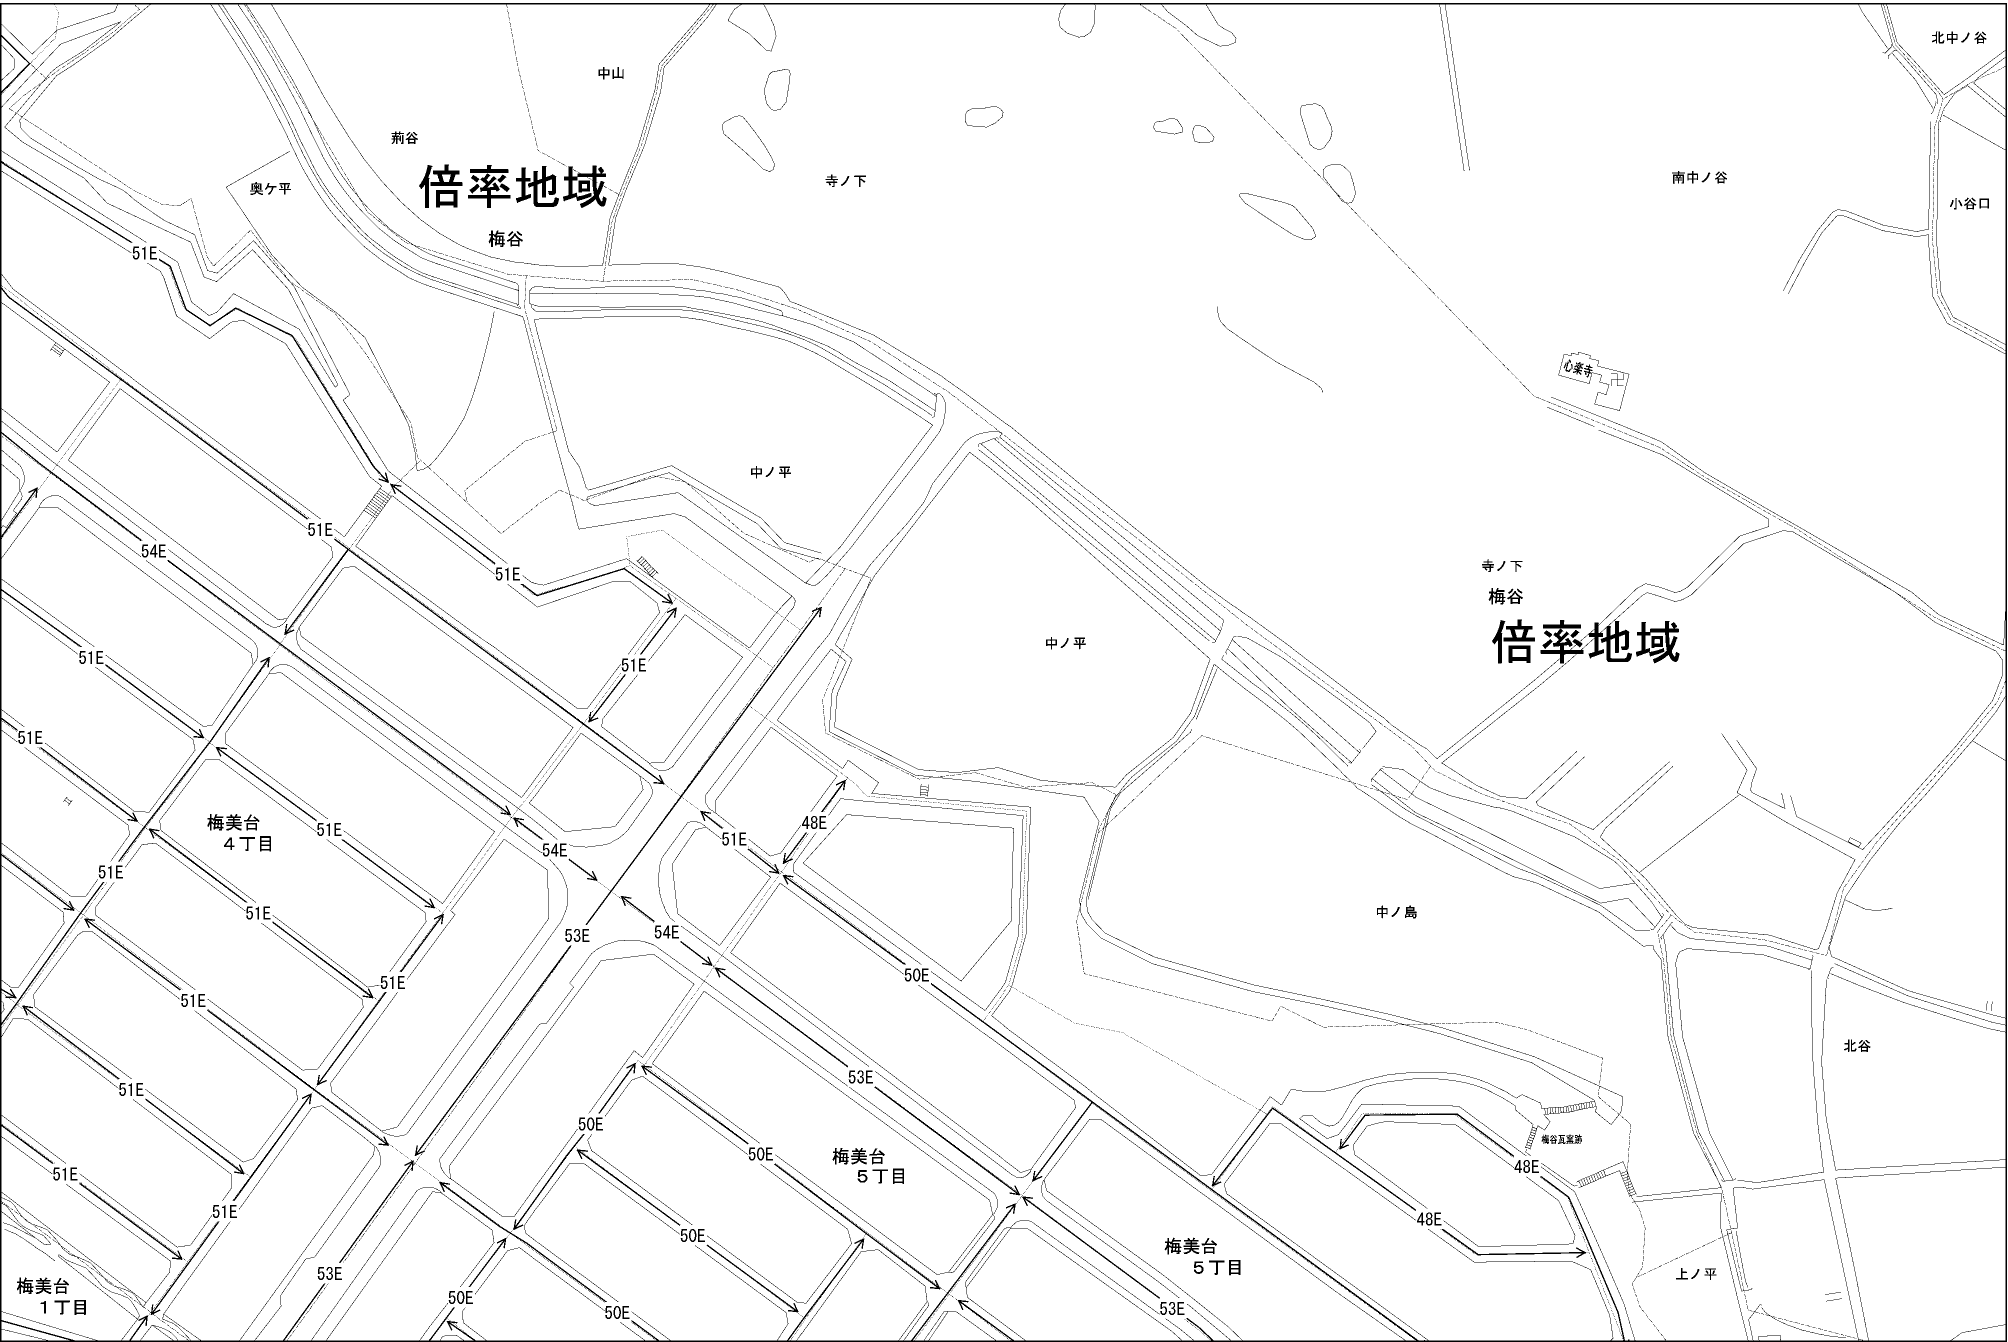 北中ノ谷
中山
荊谷
倍率地域
梅谷
奥ケ平
寺ノ下
南中ノ谷
小谷口
51E
心楽寺
中ノ平
51E
54E
51E
寺ノ下
梅谷
倍率地域
中ノ平
51E
51E
51E
梅美台
４丁目
51E
48E
51E
54E
51E
51E
中ノ島
53E
54E
50E
51E
51E
北谷
53E
51E
50E
梅谷瓦窯跡
50E
梅美台
５丁目
48E
51E
51E
48E
50E
梅美台
５丁目
53E
上ノ平
梅美台
１丁目
50E
50E
53E